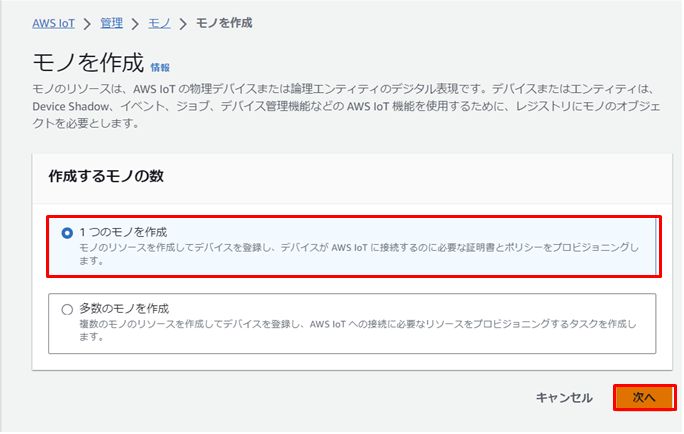 AWS IoT > 管理 > モノ > モノを作成
モノを作成 情報
モノのリソースは、AWS IoT の物理デバイスまたは論理エンティティのデジタル表現です。デバイスまたはエンティティは、
Device Shadow、イベント、ジョブ、デバイス管理機能などの AWS IoT 機能を使用するために、レジストリにモノのオブジェ
クトを必要とします。
作成するモノの数
1 つのモノを作成
モノのリソースを作成してデバイスを登録し、デバイスが AWS IoT に接続するのに必要な証明書とポリシーをプロビジョニングし
ます。
多数のモノを作成
複数のモノのリソースを作成してデバイスを登録し、AWS IoT への接続に必要なリソースをプロビジョニングするタスクを作成し
ます。
キャンセル 次へ